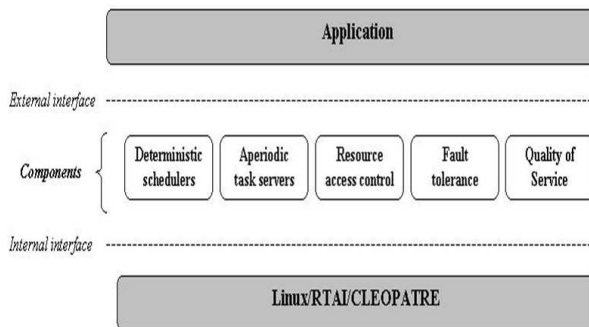 Application
External interface
Components
Deterministic schedulers
Aperiodic task servers
Resource access control
Fault tolerance
Quality of Service
Internal interface
Linux/RTAI/CLEOPATRE